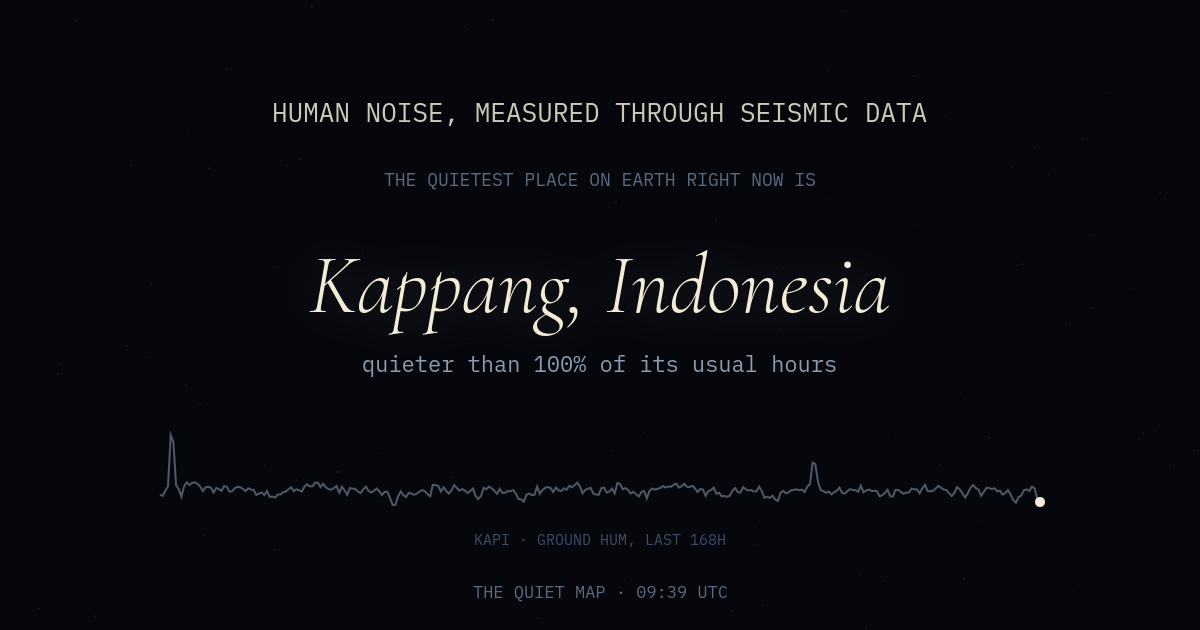 HUMAN NOISE, MEASURED THROUGH SEISMIC DATA
THE QUIETEST PLACE ON EARTH RIGHT NOW IS
Kappang, Indonesia
quieter than 100% of its usual hours
KAPI · GROUND HUM, LAST 168H
THE QUIET MAP · 09:39 UTC